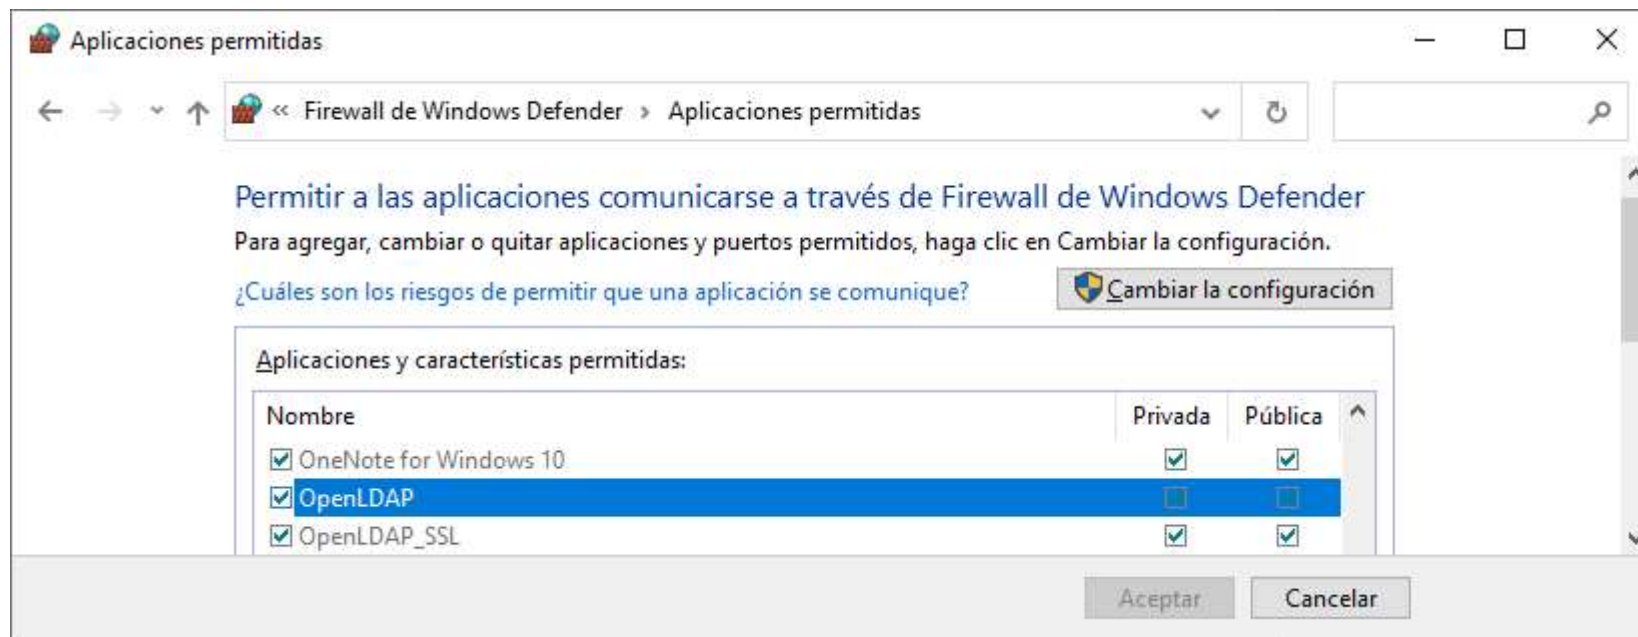 Aplicaciones permitidas
« Firewall de Windows Defender › Aplicaciones permitidas
Permitir a las aplicaciones comunicarse a través de Firewall de Windows Defender
Para agregar, cambiar o quitar aplicaciones y puertos permitidos, haga clic en Cambiar la configuración.
¿Cuáles son los riesgos de permitir que una aplicación se comunique? Cambiar la configuración
Aplicaciones y características permitidas:
Nombre Privada Pública
OneNote for Windows 10
OpenLDAP
OpenLDAP_SSL
Aceptar Cancelar